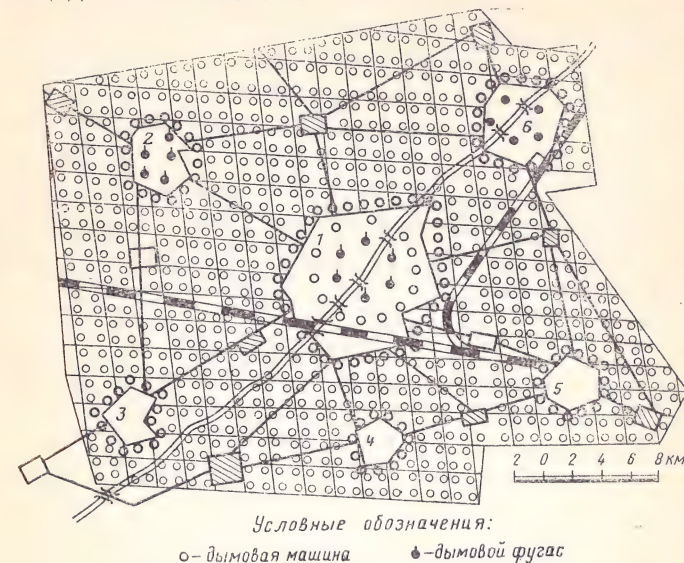 6
2
1
3
4
5
2 0 2 4 6 8 км
Условные обозначения:
о – дымовая машина
– дымовой фугас